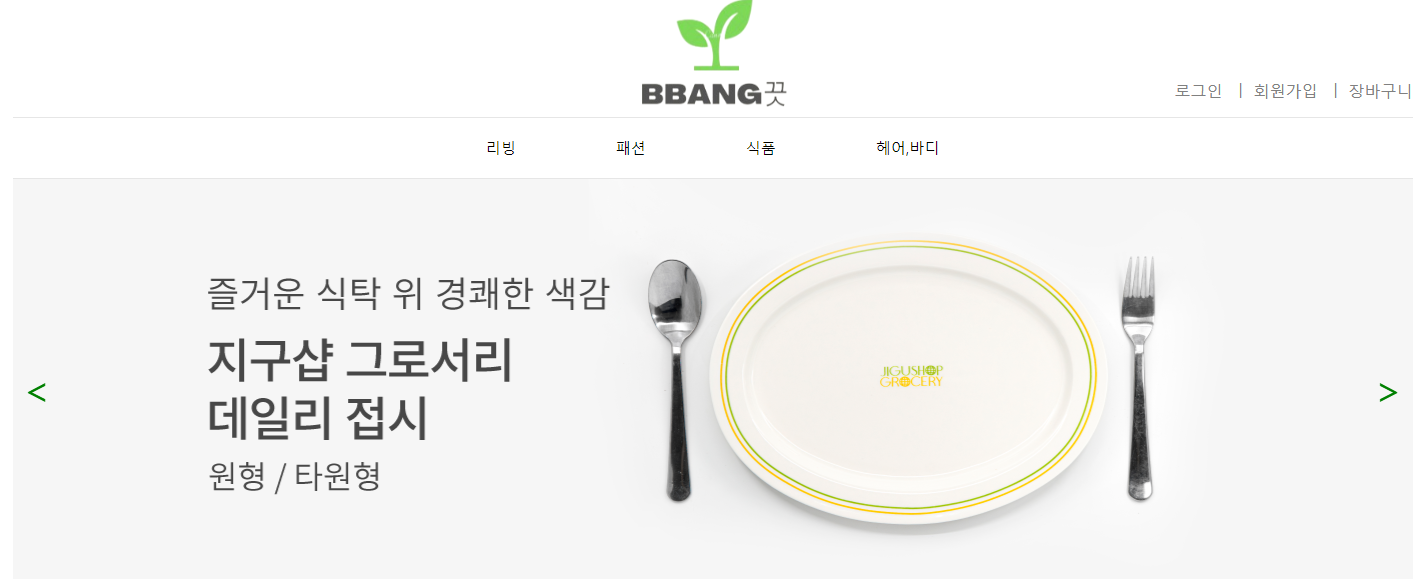 BBANG끗
로그인 | 회원가입 | 장바구니
리빙 패션 식품 헤어,바디
즐거운 식탁 위 경쾌한 색감
지구샵 그로서리
데일리 접시
원형 / 타원형
< >
JIGUSHOP
GROCERY